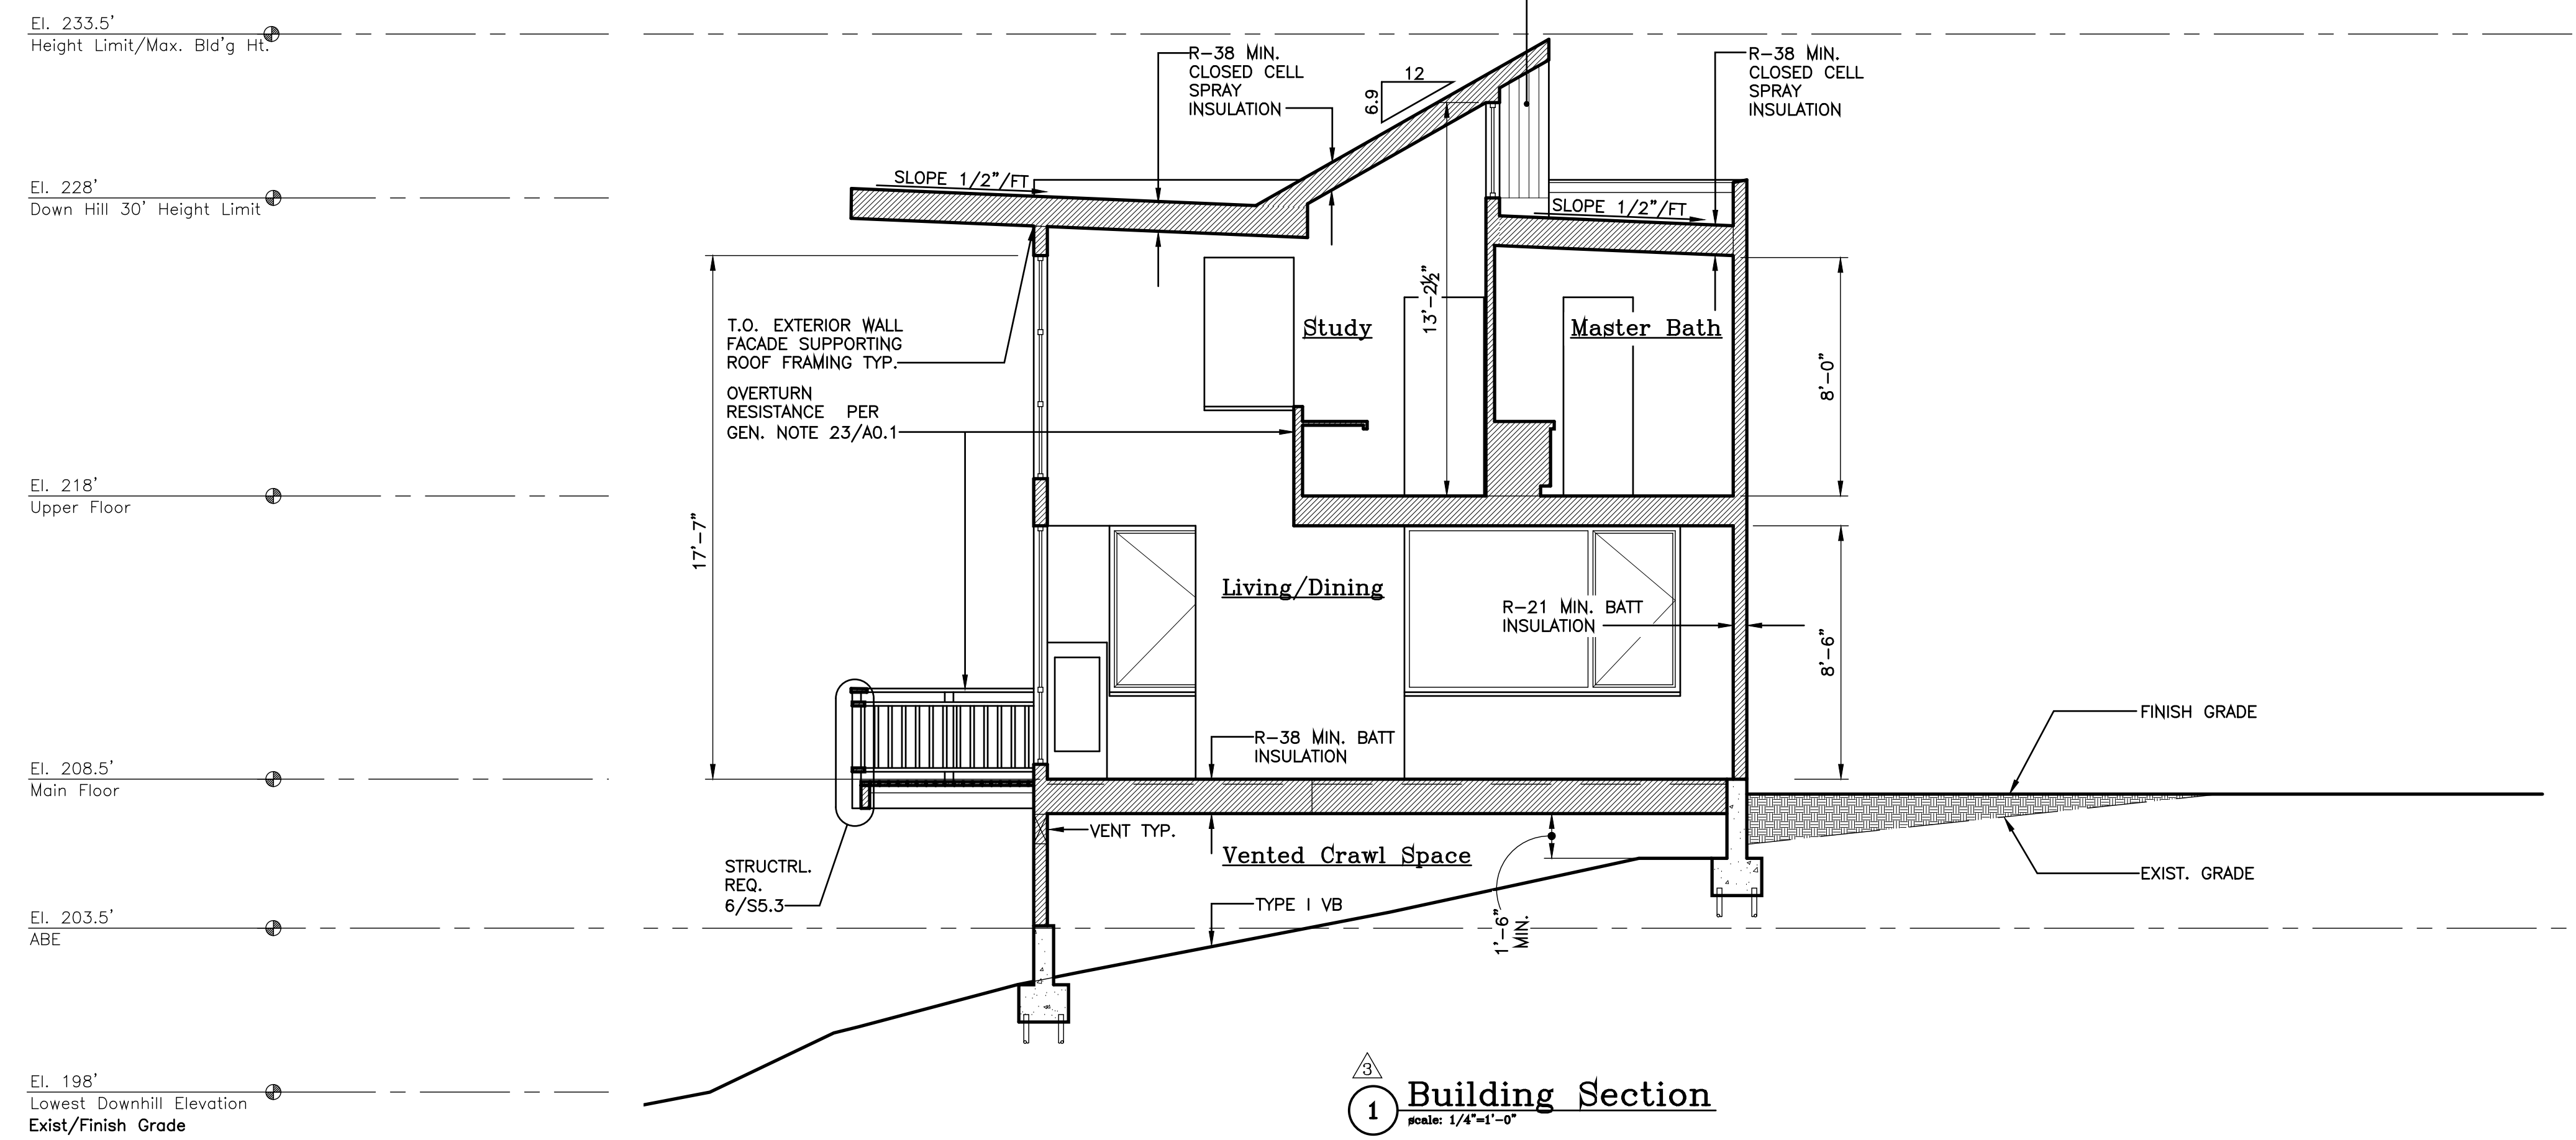 El. 233.5'
Height Limit/Max. Bld'g Ht.
R-38 MIN.
CLOSED CELL
SPRAY
INSULATION
12
6.9
R-38 MIN.
CLOSED CELL
SPRAY
INSULATION
El. 228'
Down Hill 30' Height Limit
SLOPE 1/2"/FT
SLOPE 1/2"/FT
T.O. EXTERIOR WALL
FACADE SUPPORTING
ROOF FRAMING TYP.
OVERTURN
RESISTANCE PER
GEN. NOTE 23/A0.1
Study
13'-2½"
Master Bath
8'-0"
El. 218'
Upper Floor
17'-7"
Living/Dining
R-21 MIN. BATT
INSULATION
8'-6"
FINISH GRADE
R-38 MIN. BATT
INSULATION
El. 208.5'
Main Floor
VENT TYP.
Vented Crawl Space
STRUCTRL.
REQ.
6/S5.3
EXIST. GRADE
TYPE I VB
1'-6"
MIN.
El. 203.5'
ABE
El. 198'
Lowest Downhill Elevation
Exist/Finish Grade
3
1
Building Section
scale: 1/4"=1'-0"